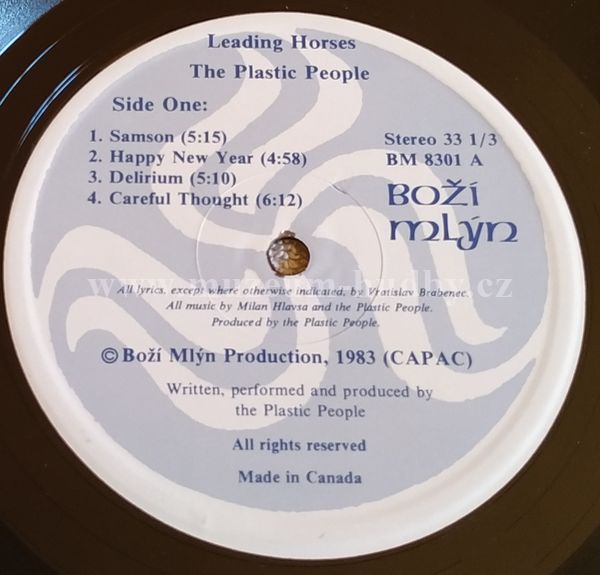 Leading Horses
The Plastic People
Side One:
1. Samson (5:15)
2. Happy New Year (4:58)
3. Delirium (5:10)
4. Careful Thought (6:12)
Stereo 33 1/3
BM 8301 A
BOŽÍ
MLÝN
All lyrics, except where otherwise indicated, by Vratislav Brabenec.
All music by Milan Hlavsa and the Plastic People.
Produced by the Plastic People.
© Boží Mlýn Production, 1983 (CAPAC)
Written, performed and produced by
the Plastic People
All rights reserved
Made in Canada